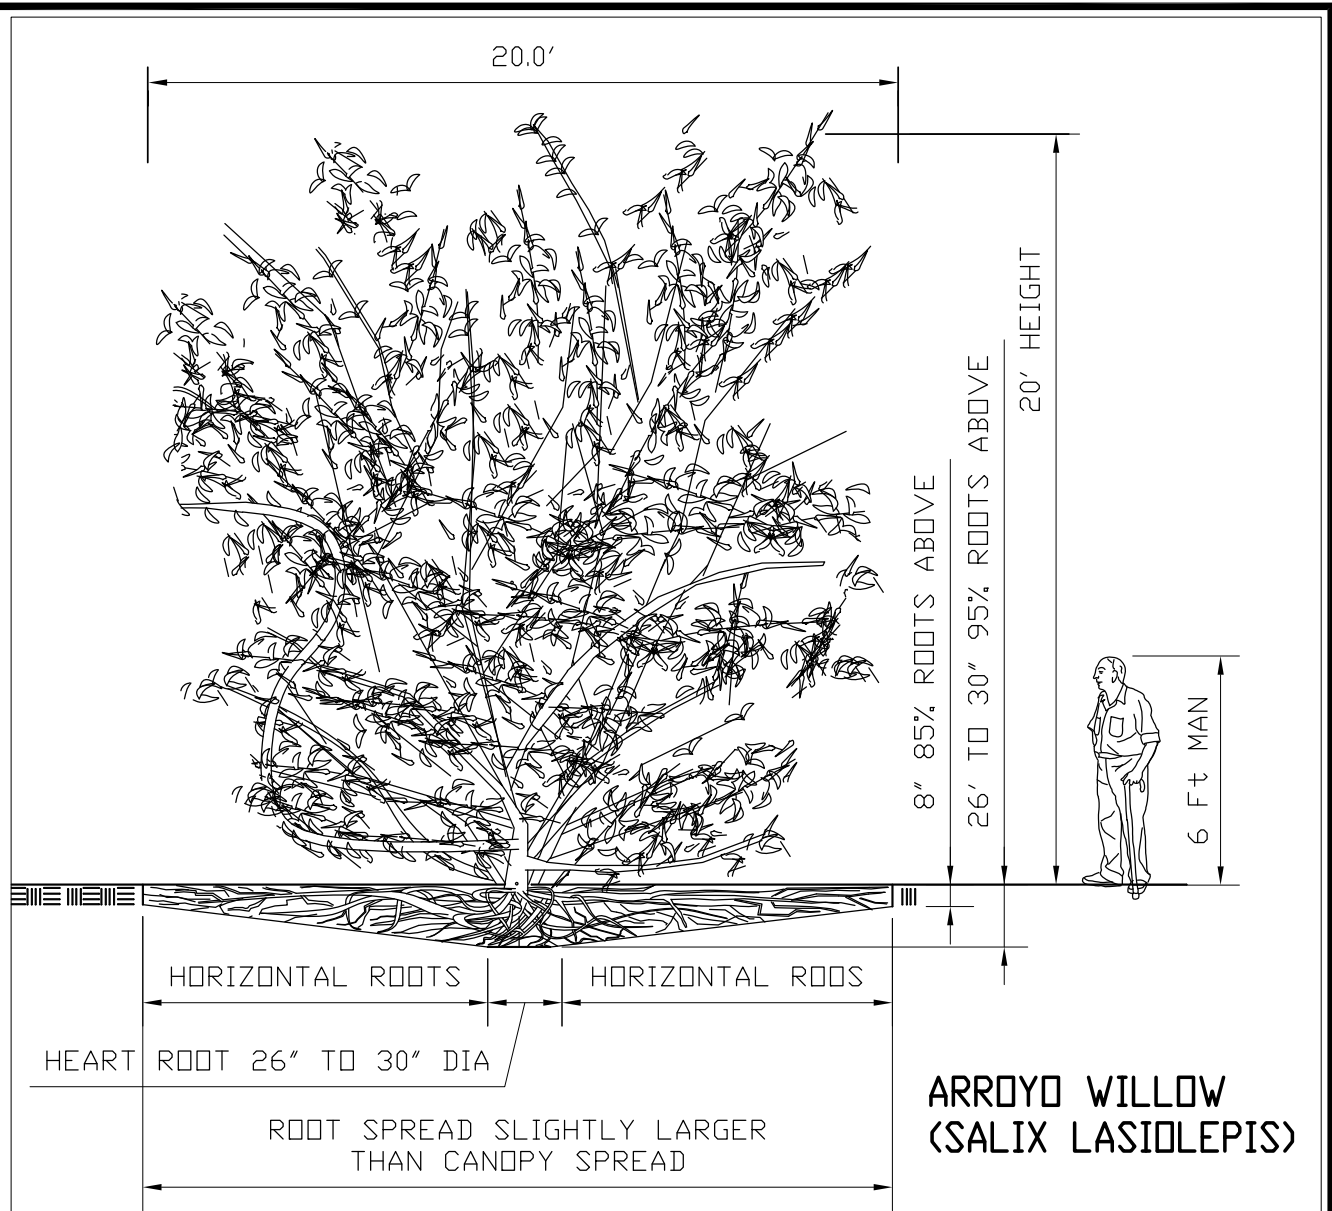 20.0'
20' HEIGHT
8" 85% ROOTS ABOVE
26' TO 30" 95% ROOTS ABOVE
6 Ft MAN
HORIZONTAL ROOTS
HORIZONTAL ROOS
HEART ROOT 26" TO 30" DIA
ROOT SPREAD SLIGHTLY LARGER
THAN CANOPY SPREAD
ARROYO WILLOW
(SALIX LASIOLEPIS)